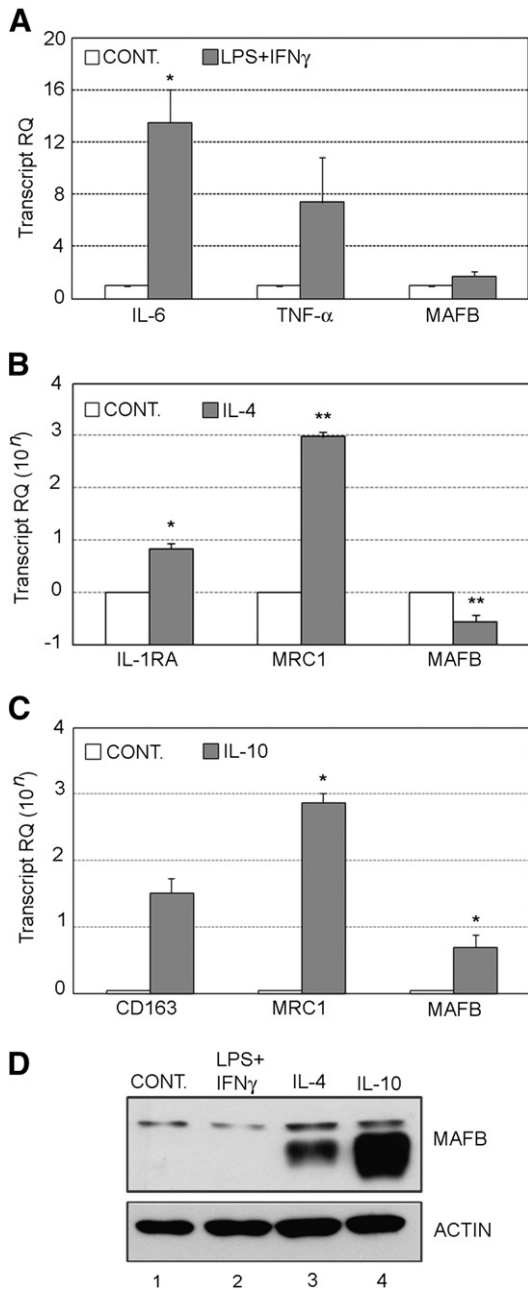 A
20
CONT. LPS+IFNγ
16
*
12
8
4
0
Transcript RQ
IL-6 TNF-α MAFB
B
4
CONT. IL-4
3
**
2
1
*
0
**
-1
Transcript RQ (10ⁿ)
IL-1RA MRC1 MAFB
C
4
CONT. IL-10
3
*
2
1
*
0
Transcript RQ (10ⁿ)
CD163 MRC1 MAFB
D
CONT. LPS+ IFNγ IL-4 IL-10
MAFB
ACTIN
1 2 3 4